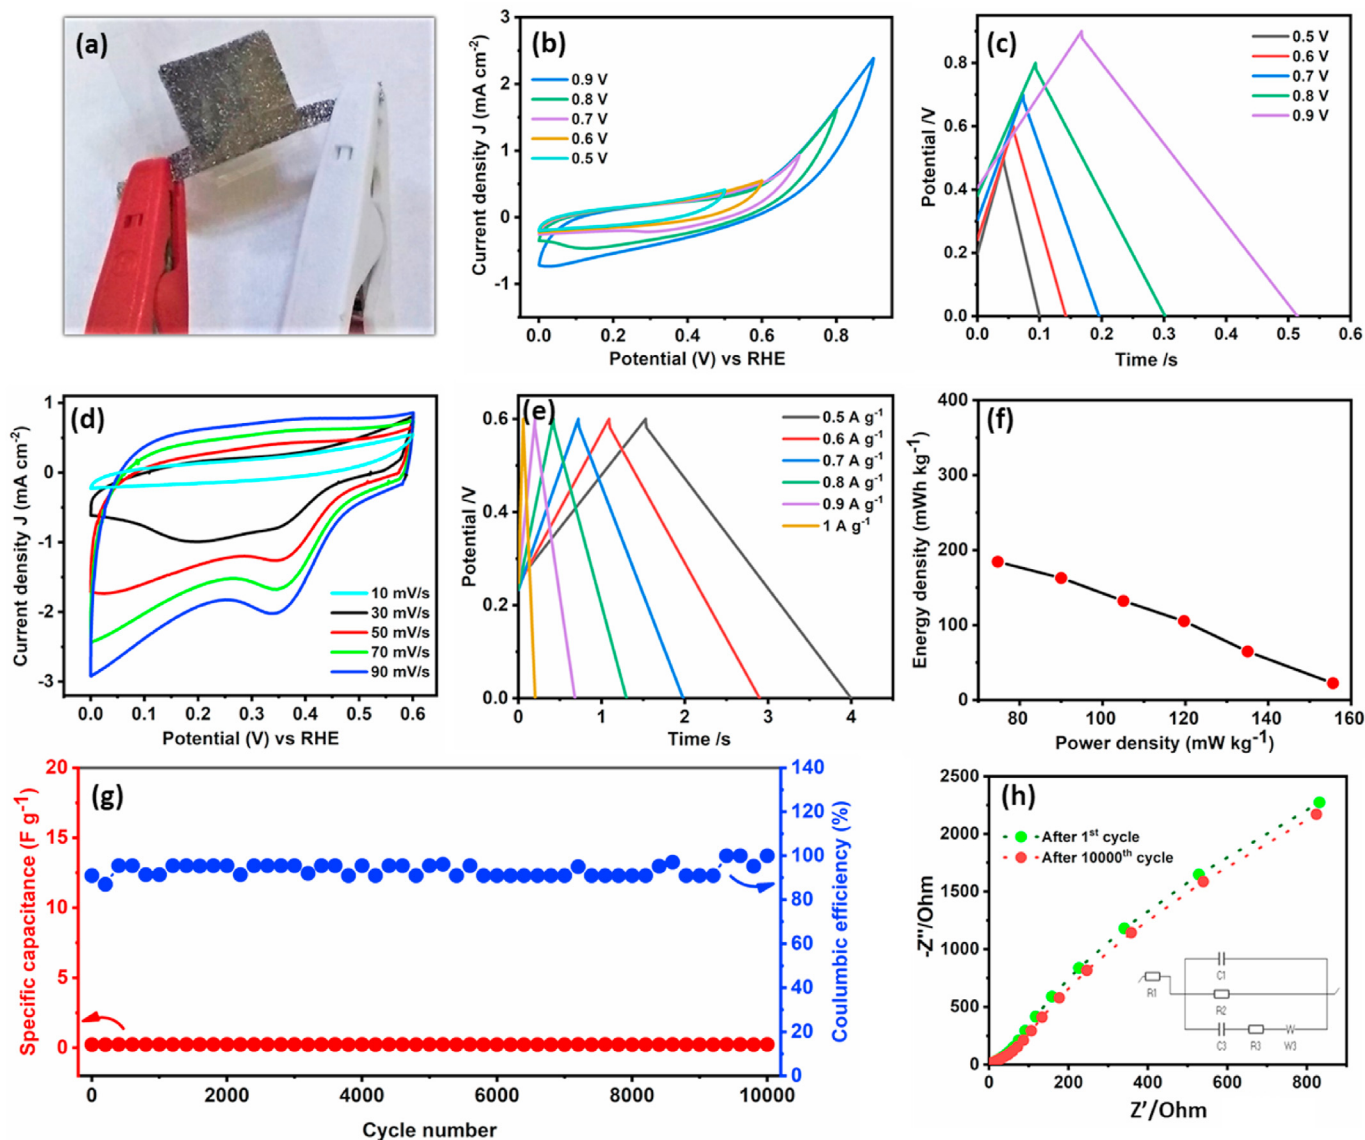 (a)
(b)
3
2
1
0
-1
Current density J (mA cm⁻²)
0.9 V
0.8 V
0.7 V
0.6 V
0.5 V
0.0 0.2 0.4 0.6 0.8
Potential (V) vs RHE
(c)
0.8
0.6
0.4
0.2
0.0
Potential /V
0.5 V
0.6 V
0.7 V
0.8 V
0.9 V
0.0 0.1 0.2 0.3 0.4 0.5 0.6
Time /s
(d)
1
0
-1
-2
-3
Current density J (mA cm⁻²)
10 mV/s
30 mV/s
50 mV/s
70 mV/s
90 mV/s
0.0 0.1 0.2 0.3 0.4 0.5 0.6
Potential (V) vs RHE
(e)
0.6
0.4
0.2
0.0
Potential /V
0.5 A g⁻¹
0.6 A g⁻¹
0.7 A g⁻¹
0.8 A g⁻¹
0.9 A g⁻¹
1 A g⁻¹
0 1 2 3 4
Time /s
(f)
400
300
200
100
0
Energy density (mWh kg⁻¹)
80 100 120 140 160
Power density (mW kg⁻¹)
(g)
20
15
10
5
0
Specific capacitance (F g⁻¹)
140
120
100
80
60
40
20
0
Coulumbic efficiency (%)
0 2000 4000 6000 8000 10000
Cycle number
(h)
2500
2000
1500
1000
500
0
-Z''/Ohm
After 1st cycle
After 10000th cycle
C1
R1
R2
W
C3 R3 W3
0 200 400 600 800
Z'/Ohm